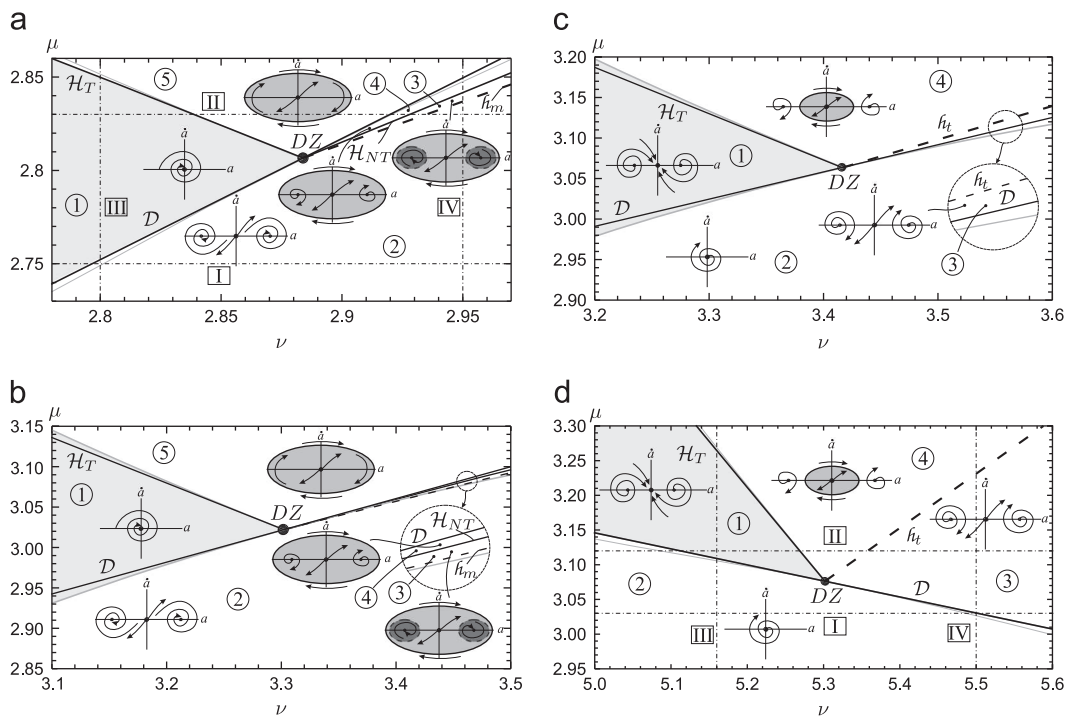 a
μ
2.85
2.8
2.75
2.8
2.85
2.9
2.95
ν
H_T
⑤
II
ȧ
a
④
③
h_m
DZ
H_NT
①
III
D
ȧ
ȧ
a
ȧ
a
IV
ȧ
a
②
I
b
μ
3.15
3.10
3.05
3.00
2.95
2.90
2.85
3.1
3.2
3.3
3.4
3.5
ν
⑤
H_T
①
ȧ
a
ȧ
a
DZ
H_NT
h_m
D
ȧ
a
④
③
②
ȧ
a
ȧ
a
c
μ
3.20
3.15
3.10
3.05
3.00
2.95
2.90
3.2
3.3
3.4
3.5
3.6
ν
④
ȧ
a
H_T
ȧ
a
①
h_t
DZ
D
h_t
D
ȧ
a
③
②
ȧ
a
d
μ
3.30
3.25
3.20
3.15
3.10
3.05
3.00
2.95
5.0
5.1
5.2
5.3
5.4
5.5
5.6
ν
H_T
ȧ
a
ȧ
a
④
①
II
h_t
ȧ
a
②
③
DZ
D
III
ȧ
a
I
IV